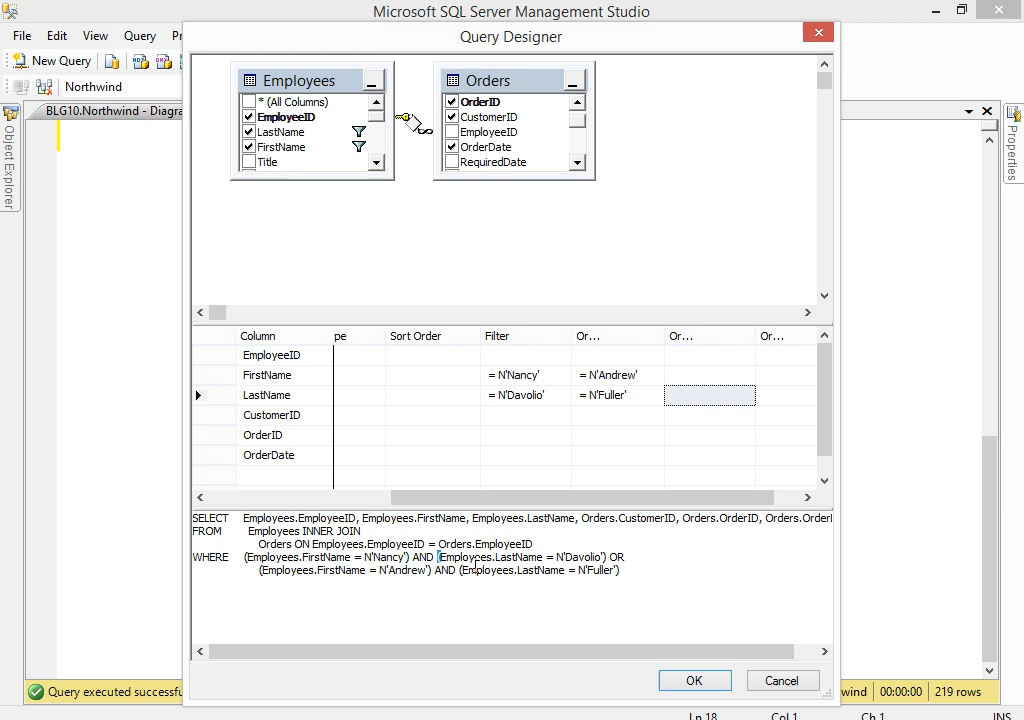 Microsoft SQL Server Management Studio
File Edit View Query
New Query
Northwind
BLG10.Northwind - Diagra
Object Explorer
Properties
Query Designer
Employees
* (All Columns)
EmployeeID
LastName
FirstName
Title
Orders
OrderID
CustomerID
EmployeeID
OrderDate
RequiredDate
Column pe Sort Order Filter Or... Or... Or...
EmployeeID
FirstName = N'Nancy' = N'Andrew'
LastName = N'Davolio' = N'Fuller'
CustomerID
OrderID
OrderDate
SELECT Employees.EmployeeID, Employees.FirstName, Employees.LastName, Orders.CustomerID, Orders.OrderID, Orders.OrderI
FROM Employees INNER JOIN
Orders ON Employees.EmployeeID = Orders.EmployeeID
WHERE (Employees.FirstName = N'Nancy') AND (Employees.LastName = N'Davolio') OR
(Employees.FirstName = N'Andrew') AND (Employees.LastName = N'Fuller')
OK Cancel
Query executed successfu
wind 00:00:00 219 rows
Ln 18 Col 1 Ch 1 INS